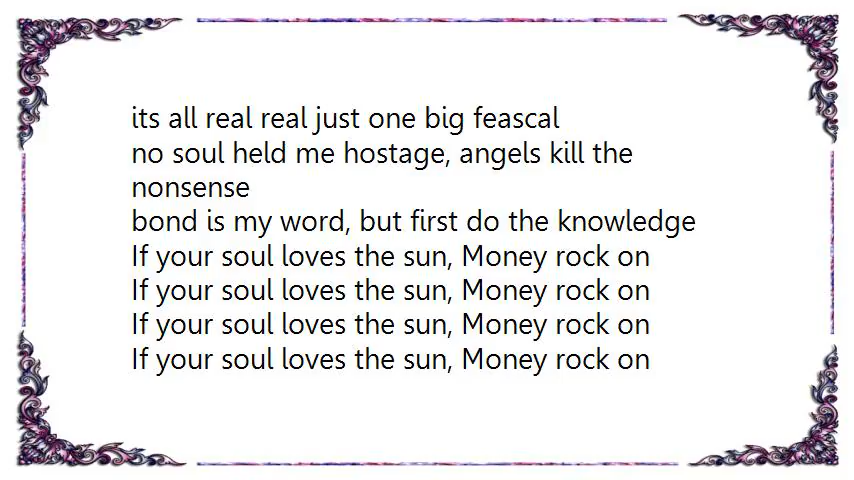 its all real real just one big feascal
no soul held me hostage, angels kill the
nonsense
bond is my word, but first do the knowledge
If your soul loves the sun, Money rock on
If your soul loves the sun, Money rock on
If your soul loves the sun, Money rock on
If your soul loves the sun, Money rock on